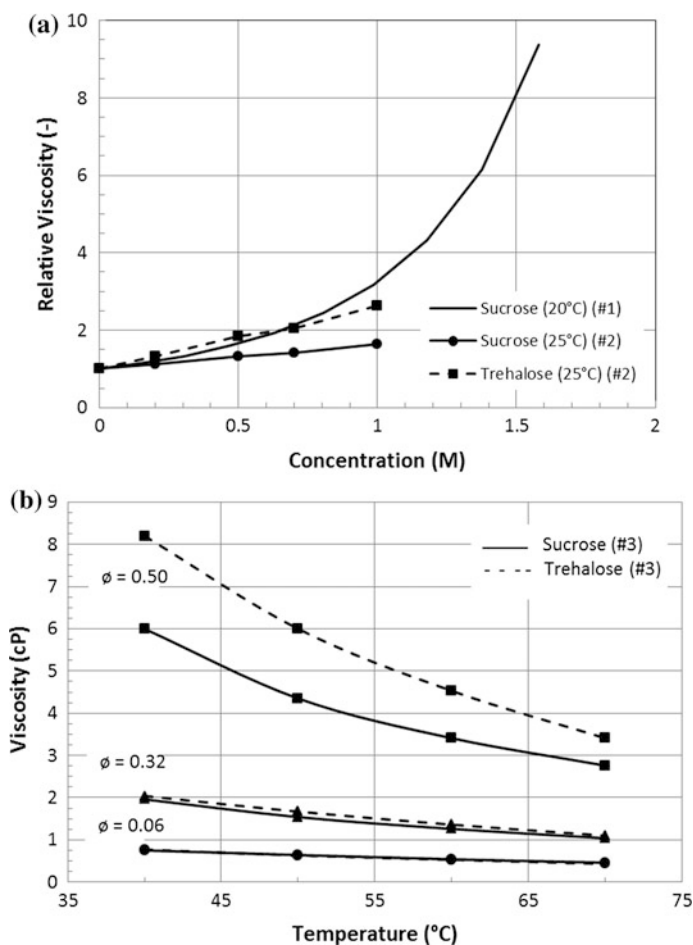 (a)
10
8
6
4
2
0
Relative Viscosity (-)
Sucrose (20°C) (#1)
Sucrose (25°C) (#2)
Trehalose (25°C) (#2)
0 0.5 1 1.5 2
Concentration (M)
(b)
9
8
7
6
5
4
3
2
1
0
Viscosity (cP)
Sucrose (#3)
Trehalose (#3)
ø = 0.50
ø = 0.32
ø = 0.06
35 45 55 65 75
Temperature (°C)